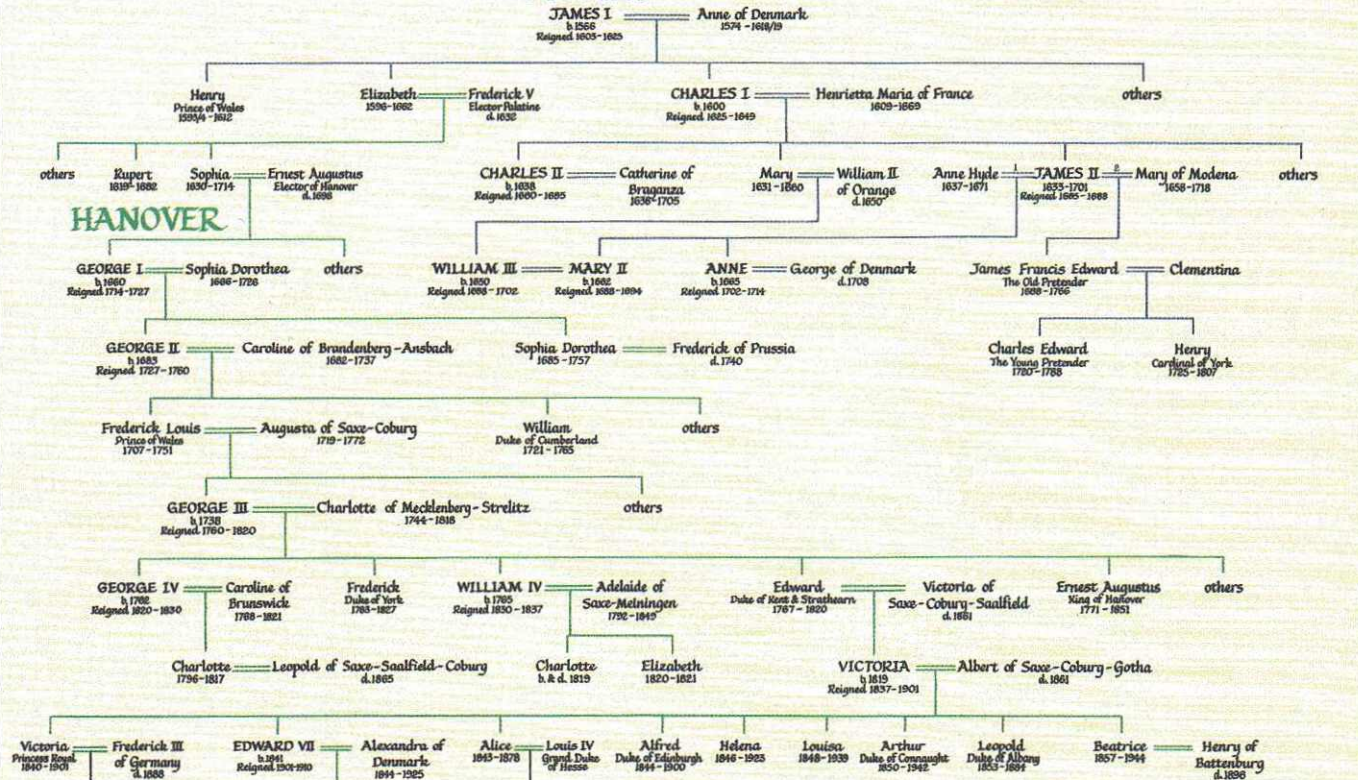 JAMES I Anne of Denmark
b.1566 1574 - 1618/19
Reigned 1603-1625
Henry Elizabeth Frederick V CHARLES I Henrietta Maria of France others
Prince of Wales 1596-1662 Elector Palatine b.1600 1609-1669
1593/4 - 1612 d.1632 Reigned 1625-1649
others Rupert Sophia Ernest Augustus CHARLES II Catherine of Mary William II Anne Hyde 1 JAMES II 2 Mary of Modena others
1619-1682 1630-1714 Elector of Hanover b.1638 Braganza 1631-1660 of Orange 1637-1671 1633-1701 1658-1718
d.1698 Reigned 1660-1685 1638-1705 d.1650 Reigned 1685-1688
HANOVER
GEORGE I Sophia Dorothea others WILLIAM III MARY II ANNE George of Denmark James Francis Edward Clementina
b.1660 1666-1726 b.1650 b.1662 b.1665 d.1708 The Old Pretender
Reigned 1714-1727 Reigned 1688-1702 Reigned 1688-1694 Reigned 1702-1714 1688-1766
GEORGE II Caroline of Brandenberg-Ansbach Sophia Dorothea Frederick of Prussia Charles Edward Henry
b.1683 1682-1737 1685-1757 d.1740 The Young Pretender Cardinal of York
Reigned 1727-1760 1720-1788 1725-1807
Frederick Louis Augusta of Saxe-Coburg William others
Prince of Wales 1719-1772 Duke of Cumberland
1707-1751 1721-1765
GEORGE III Charlotte of Mecklenberg-Strelitz others
b.1738 1744-1818
Reigned 1760-1820
GEORGE IV Caroline of Frederick WILLIAM IV Adelaide of Edward Victoria of Ernest Augustus others
b.1762 Brunswick Duke of York b.1765 Saxe-Meiningen Duke of Kent & Strathearn Saxe-Coburg-Saalfield King of Hanover
Reigned 1820-1830 1768-1821 1763-1827 Reigned 1830-1837 1792-1849 1767-1820 d.1861 1771-1851
Charlotte Leopold of Saxe-Saalfield-Coburg Charlotte Elizabeth VICTORIA Albert of Saxe-Coburg-Gotha
1796-1817 d.1865 b. & d. 1819 1820-1821 b.1819 d.1861
Reigned 1837-1901
Victoria Frederick III EDWARD VII Alexandra of Alice Louis IV Alfred Helena Louisa Arthur Leopold Beatrice Henry of
Princess Royal of Germany b.1841 Denmark 1843-1878 Grand Duke Duke of Edinburgh 1846-1923 1848-1939 Duke of Connaught Duke of Albany 1857-1944 Battenburg
1840-1901 d.1888 Reigned 1901-1910 1844-1925 of Hesse 1844-1900 1850-1942 1853-1884 d.1896